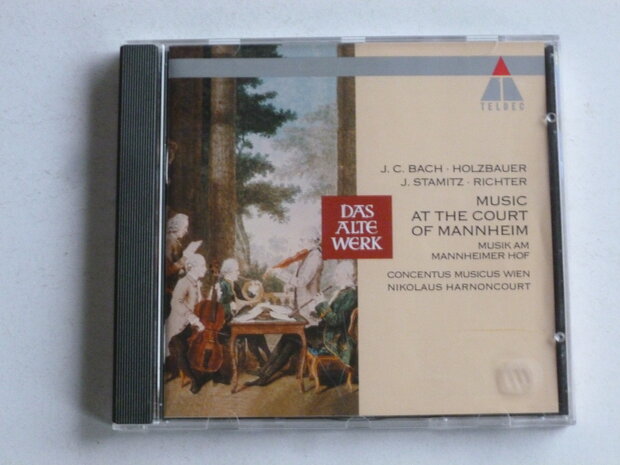 TELDEC
J. C. BACH · HOLZBAUER
J. STAMITZ · RICHTER
MUSIC
AT THE COURT
OF MANNHEIM
MUSIK AM
MANNHEIMER HOF
CONCENTUS MUSICUS WIEN
NIKOLAUS HARNONCOURT
DAS
ALTE
WERK